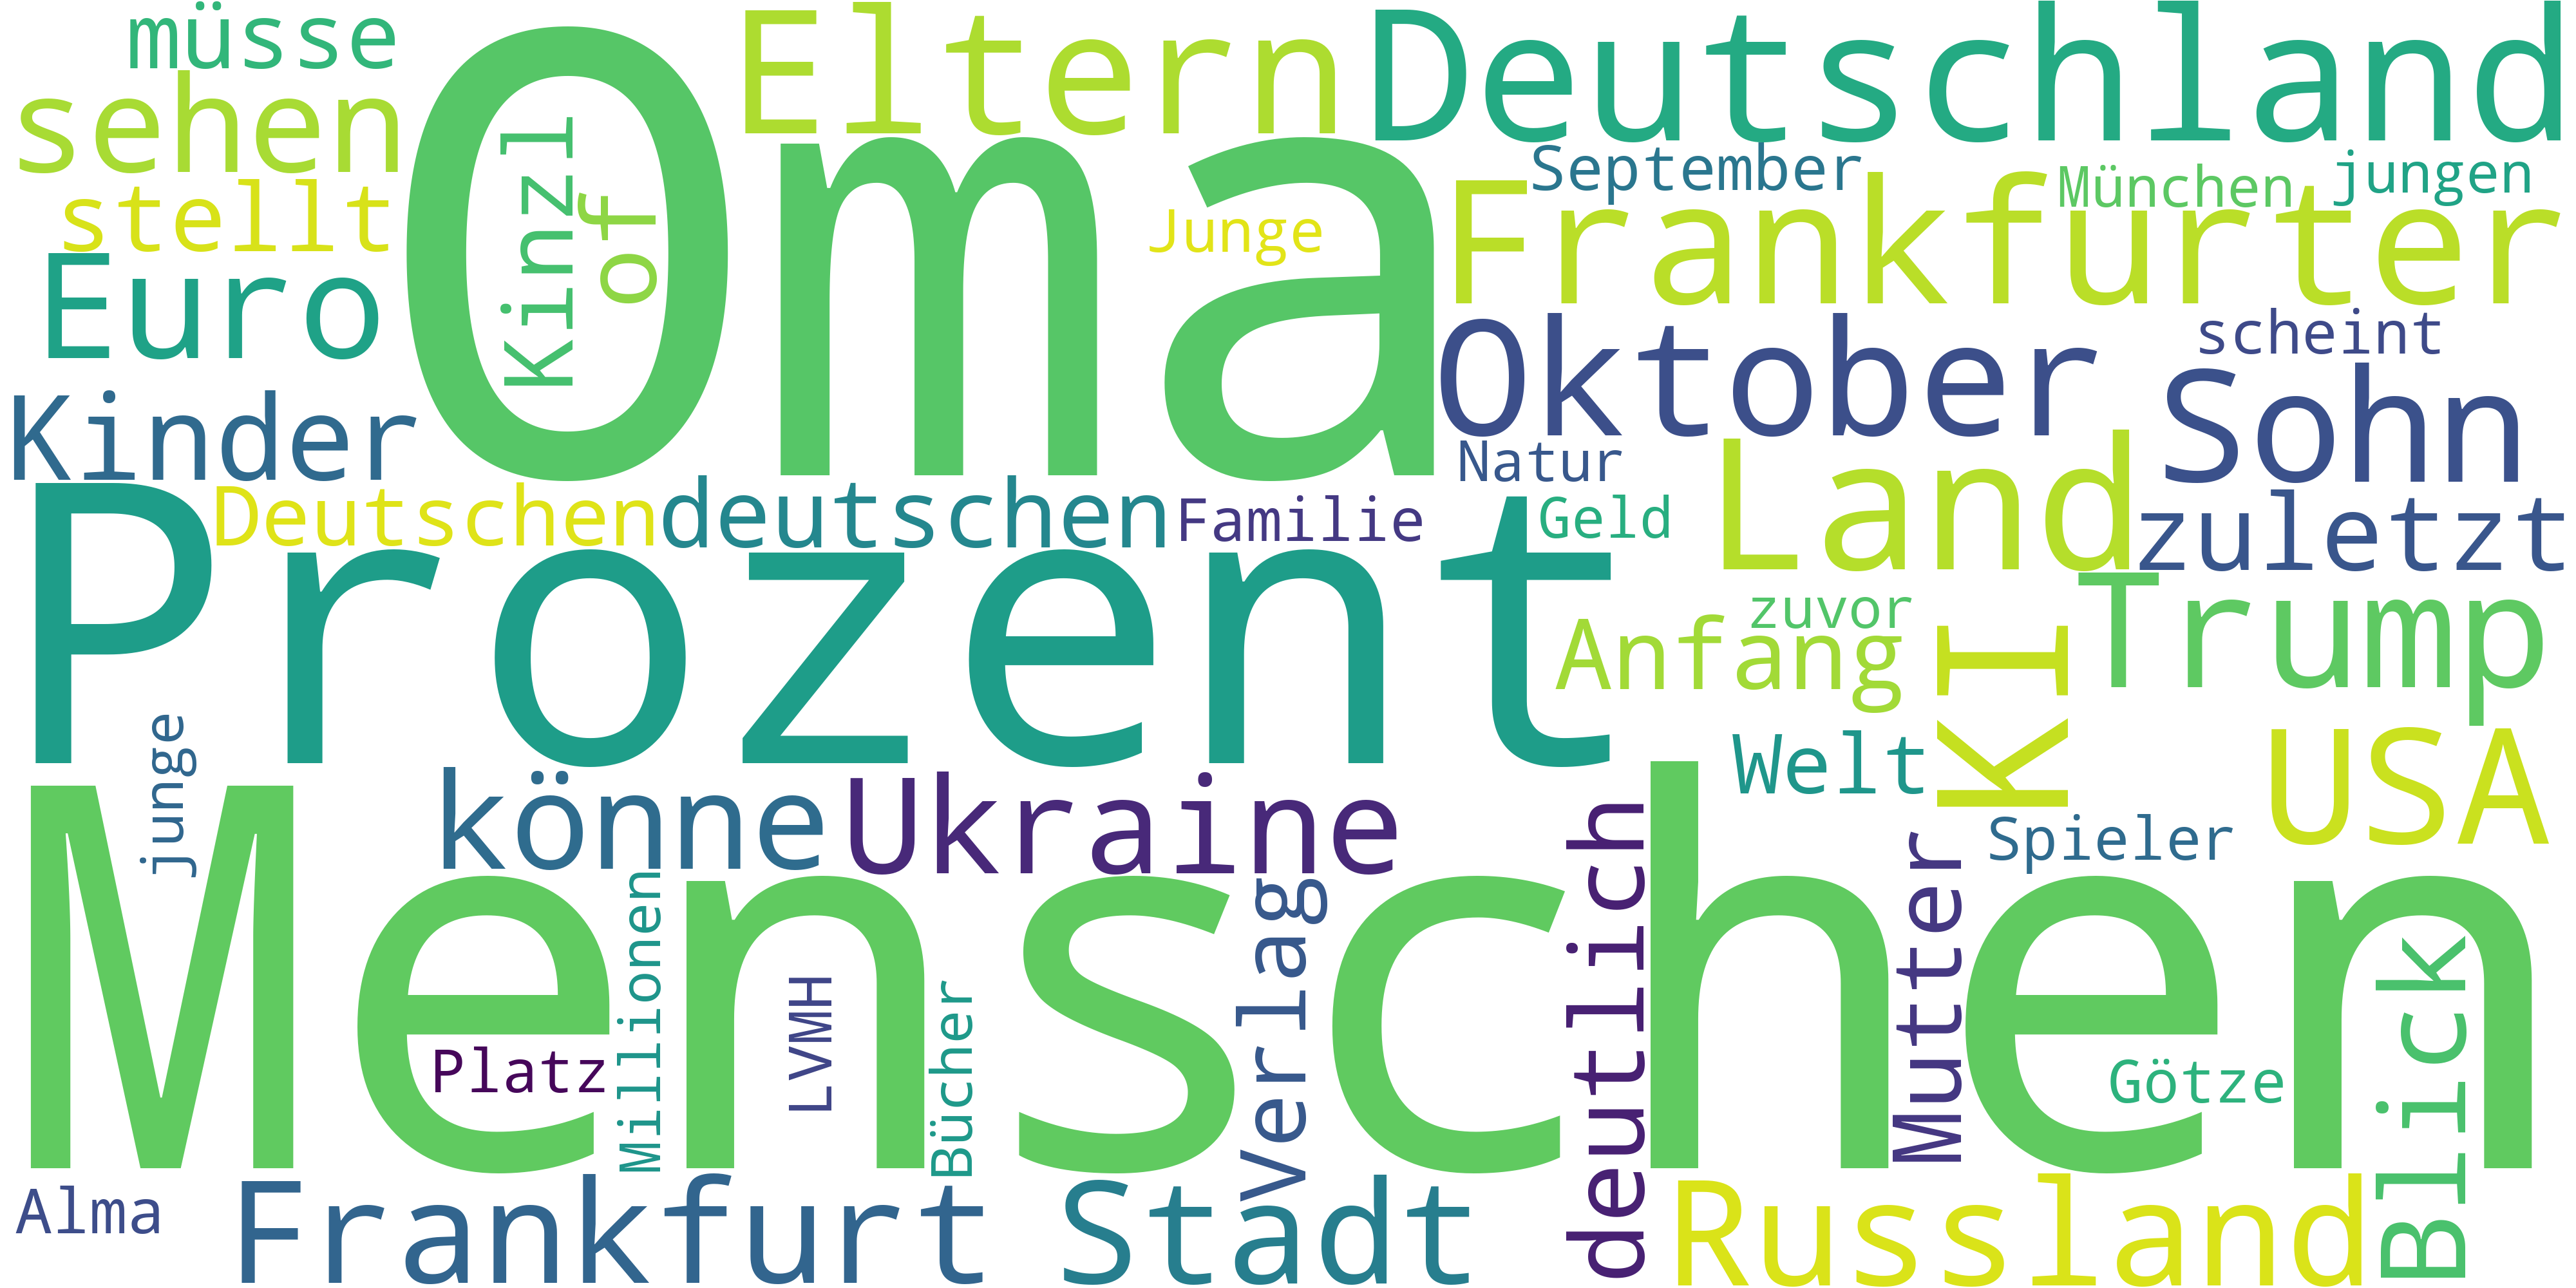 müsse
Eltern
Deutschland
sehen
Oma
Kinzl
of
September
München
jungen
stellt
Junge
Frankfurter
Euro
Oktober
scheint
Kinder
Sohn
Natur
Land
Deutschen
deutschen
Familie
Geld
zuletzt
Prozent
zuvor
Trump
Anfang
KI
junge
Welt
USA
könne
Ukraine
Spieler
Menschen
deutlich
Mutter
Millionen
Verlag
Blick
LVMH
Bücher
Platz
Götze
Alma
Frankfurt
Stadt
Russland